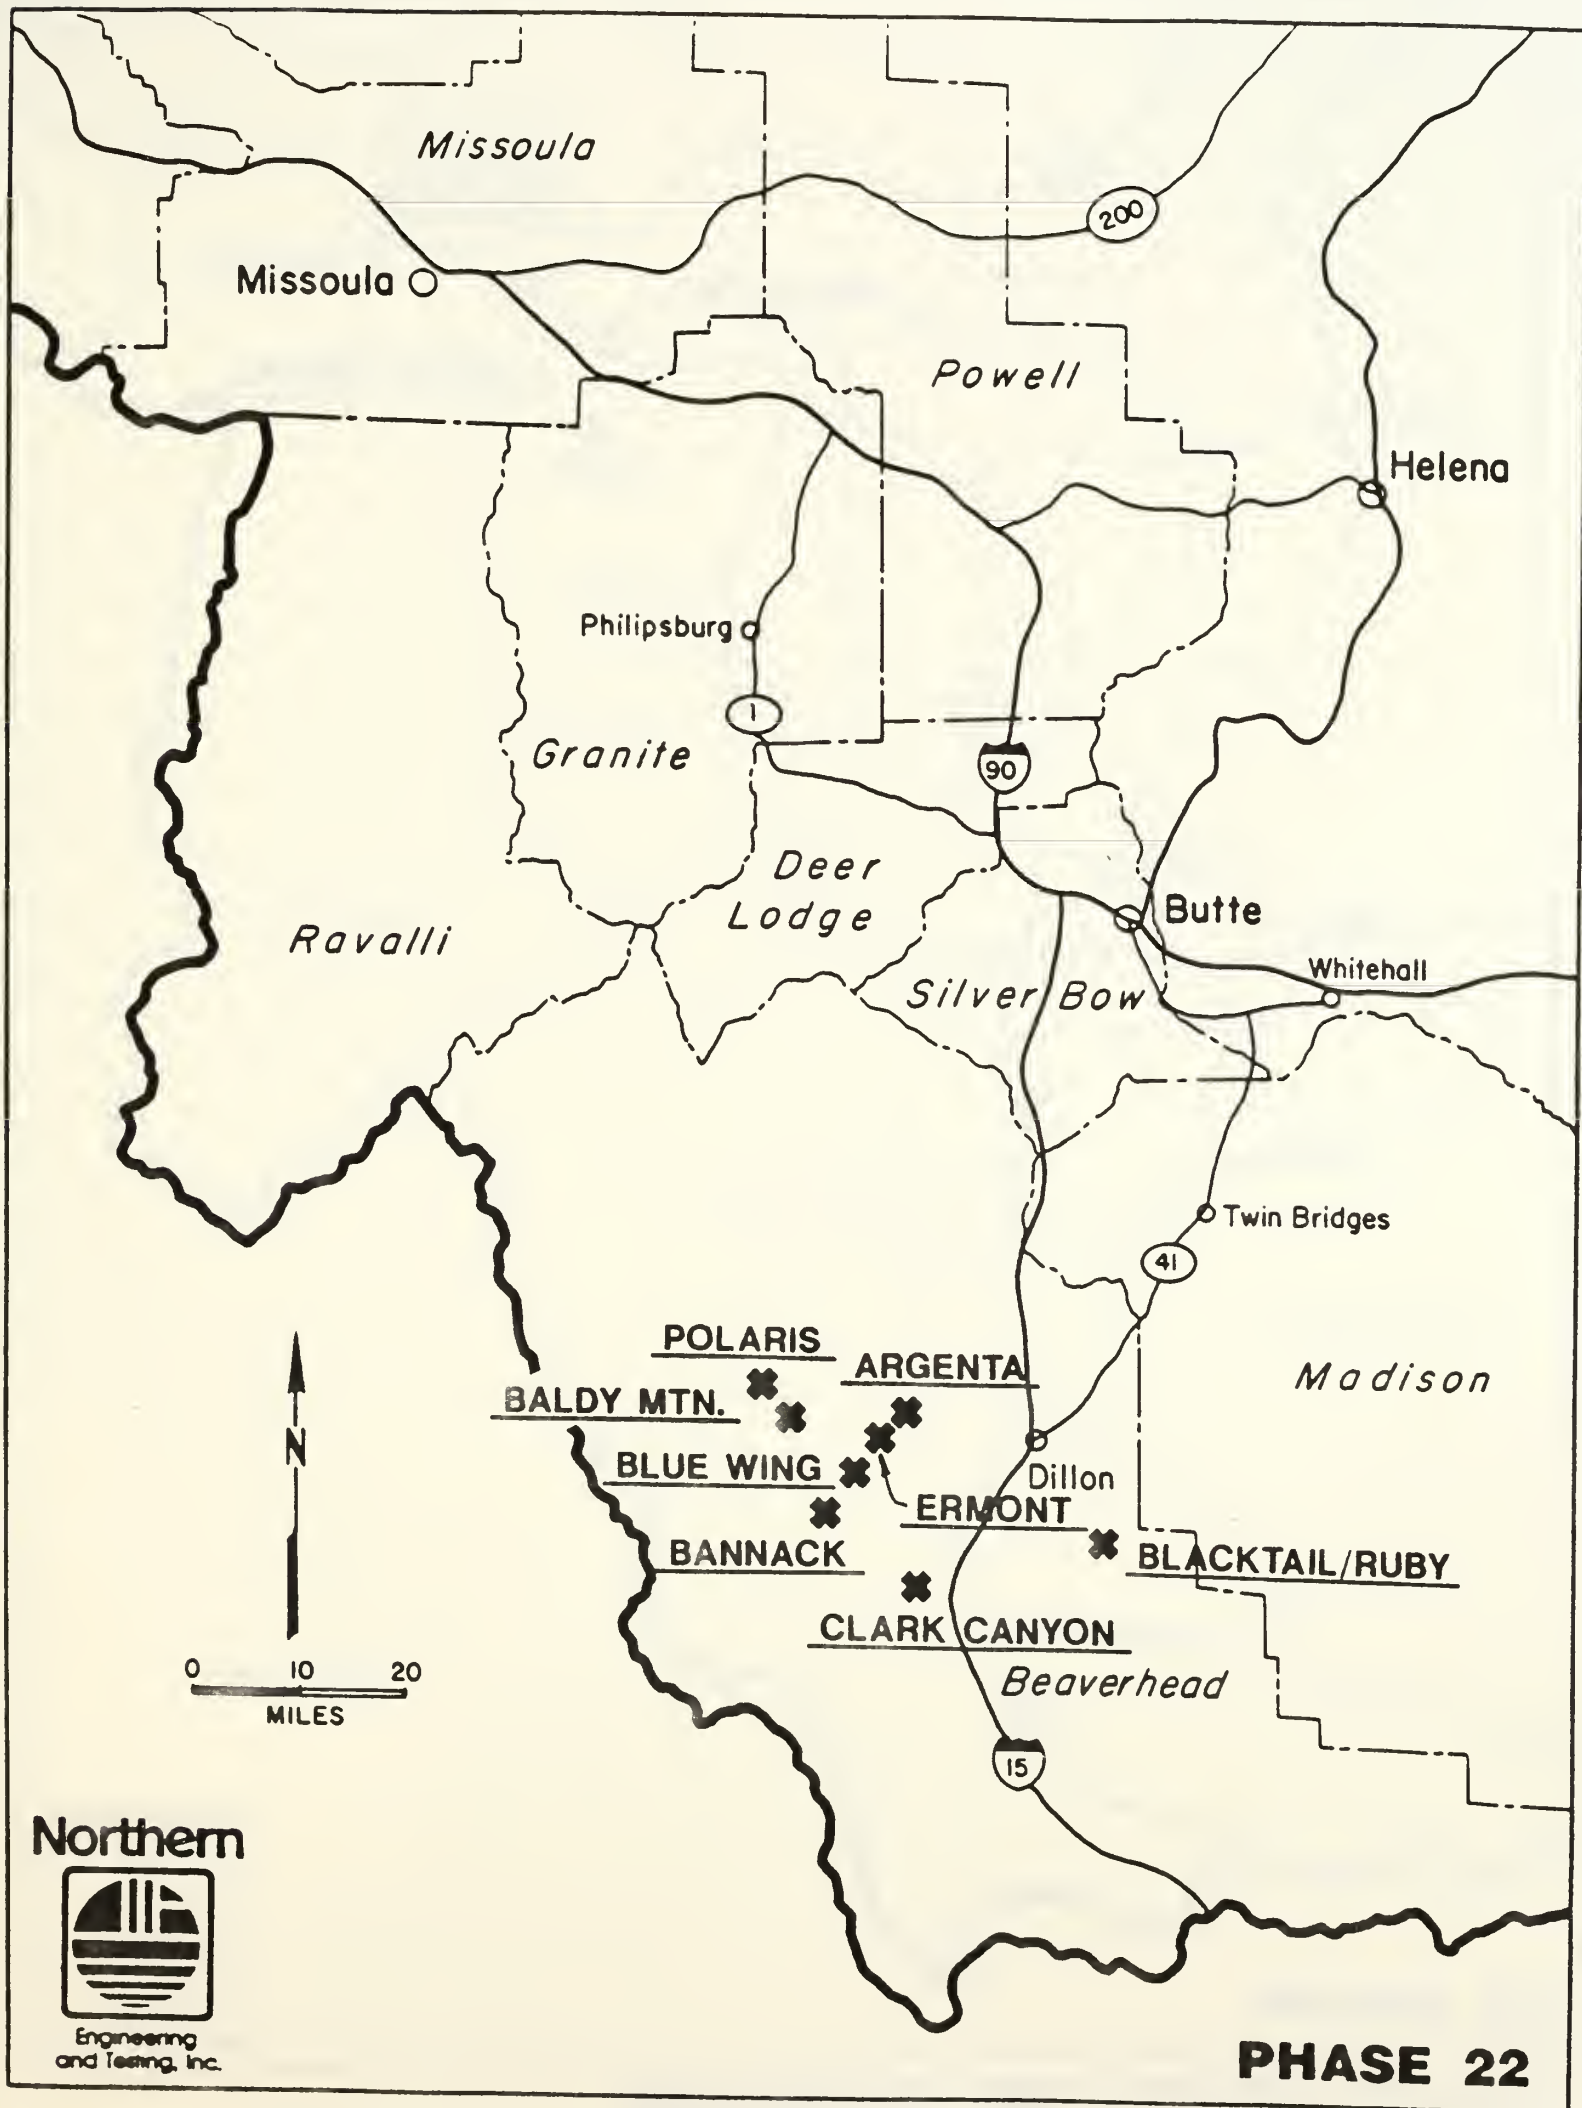 Missoula
200
Missoula
Powell
Helena
Philipsburg
1
Granite
90
Deer
Lodge
Butte
Ravalli
Whitehall
Silver Bow
Twin Bridges
41
POLARIS
ARGENTA
Madison
BALDY MTN.
N
BLUE WING
Dillon
ERMONT
BANNACK
BLACKTAIL/RUBY
CLARK CANYON
0 10 20
MILES
Beaverhead
15
Northern
Engineering
and Testing, Inc.
PHASE 22